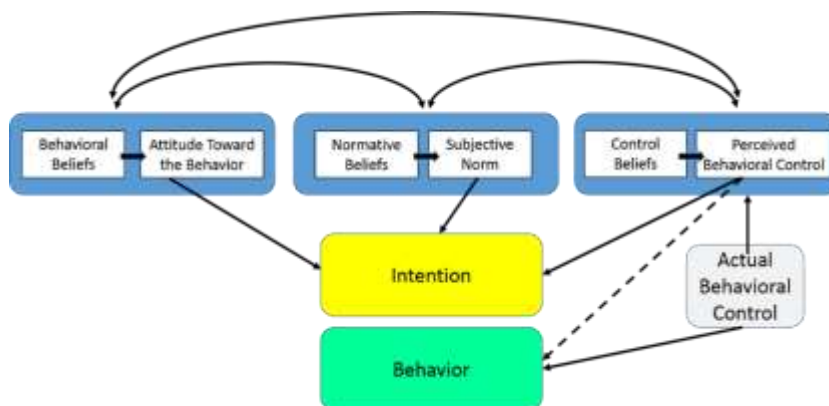 Behavioral
Beliefs
Attitude Toward
the Behavior
Normative
Beliefs
Subjective
Norm
Control
Beliefs
Perceived
Behavioral Control
Intention
Actual
Behavioral
Control
Behavior